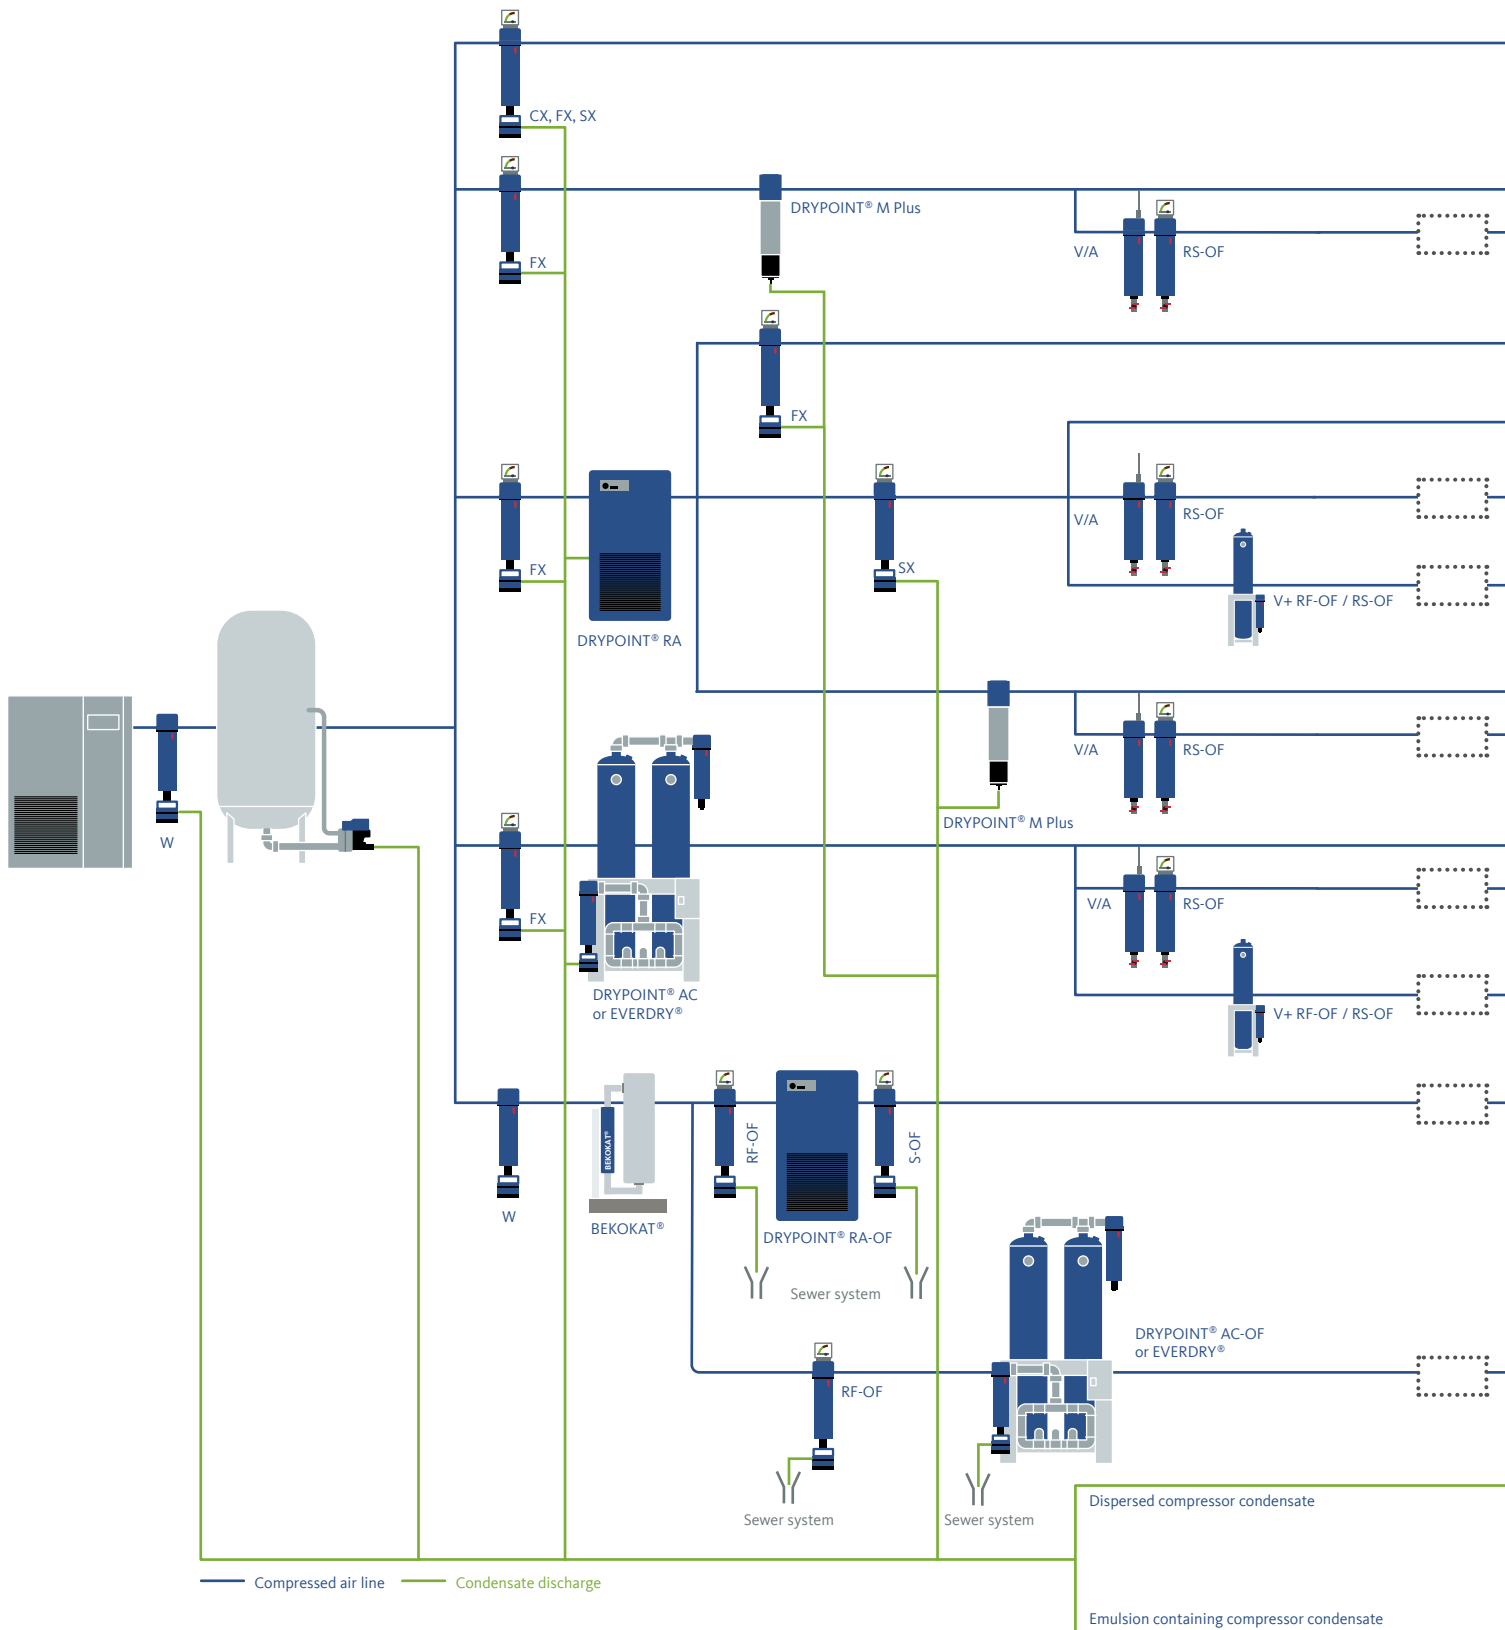 CX, FX, SX
DRYPOINT® M Plus
FX
V/A
RS-OF
FX
V/A
RS-OF
FX
SX
V+ RF-OF / RS-OF
DRYPOINT® RA
V/A
RS-OF
DRYPOINT® M Plus
W
V/A
RS-OF
FX
DRYPOINT® AC
or EVERDRY®
V+ RF-OF / RS-OF
BEKOKAT®
RF-OF
S-OF
W
BEKOKAT®
DRYPOINT® RA-OF
Sewer system
DRYPOINT® AC-OF
or EVERDRY®
RF-OF
Sewer system
Sewer system
Dispersed compressor condensate
Compressed air line
Condensate discharge
Emulsion containing compressor condensate